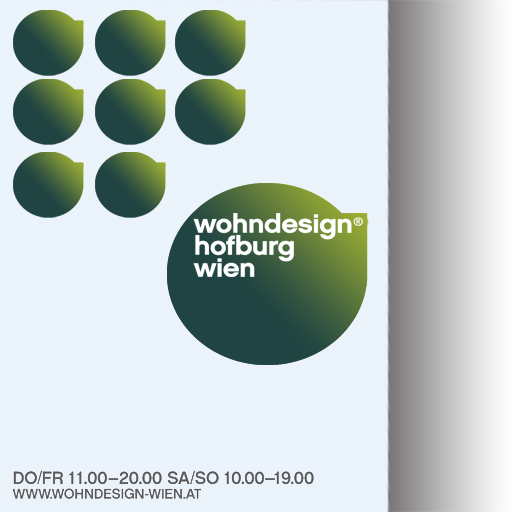 wohndesign®
hofburg
wien
DO/FR 11.00–20.00 SA/SO 10.00–19.00
WWW.WOHNDESIGN-WIEN.AT